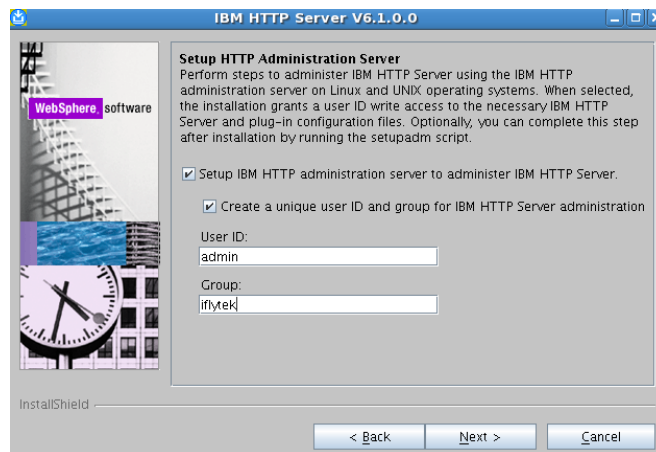 IBM HTTP Server V6.1.0.0
Setup HTTP Administration Server
Perform steps to administer IBM HTTP Server using the IBM HTTP
administration server on Linux and UNIX operating systems. When selected,
the installation grants a user ID write access to the necessary IBM HTTP
Server and plug-in configuration files. Optionally, you can complete this step
after installation by running the setupadm script.
WebSphere. software
Setup IBM HTTP administration server to administer IBM HTTP Server.
Create a unique user ID and group for IBM HTTP Server administration
User ID:
admin
Group:
iflytek
InstallShield
< Back
Next >
Cancel